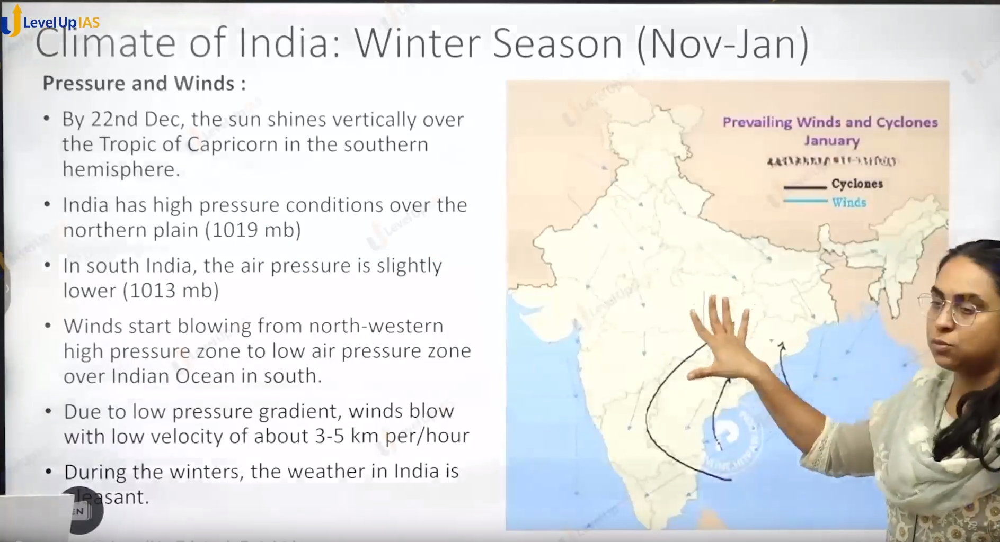 Level Up IAS
Climate of India: Winter Season (Nov-Jan)
Pressure and Winds :
• By 22nd Dec, the sun shines vertically over
the Tropic of Capricorn in the southern
hemisphere.
• India has high pressure conditions over the
northern plain (1019 mb)
• In south India, the air pressure is slightly
lower (1013 mb)
• Winds start blowing from north-western
high pressure zone to low air pressure zone
over Indian Ocean in south.
• Due to low pressure gradient, winds blow
with low velocity of about 3-5 km per/hour
• During the winters, the weather in India is
leasant.
EN
Prevailing Winds and Cyclones
January
Cyclones
Winds